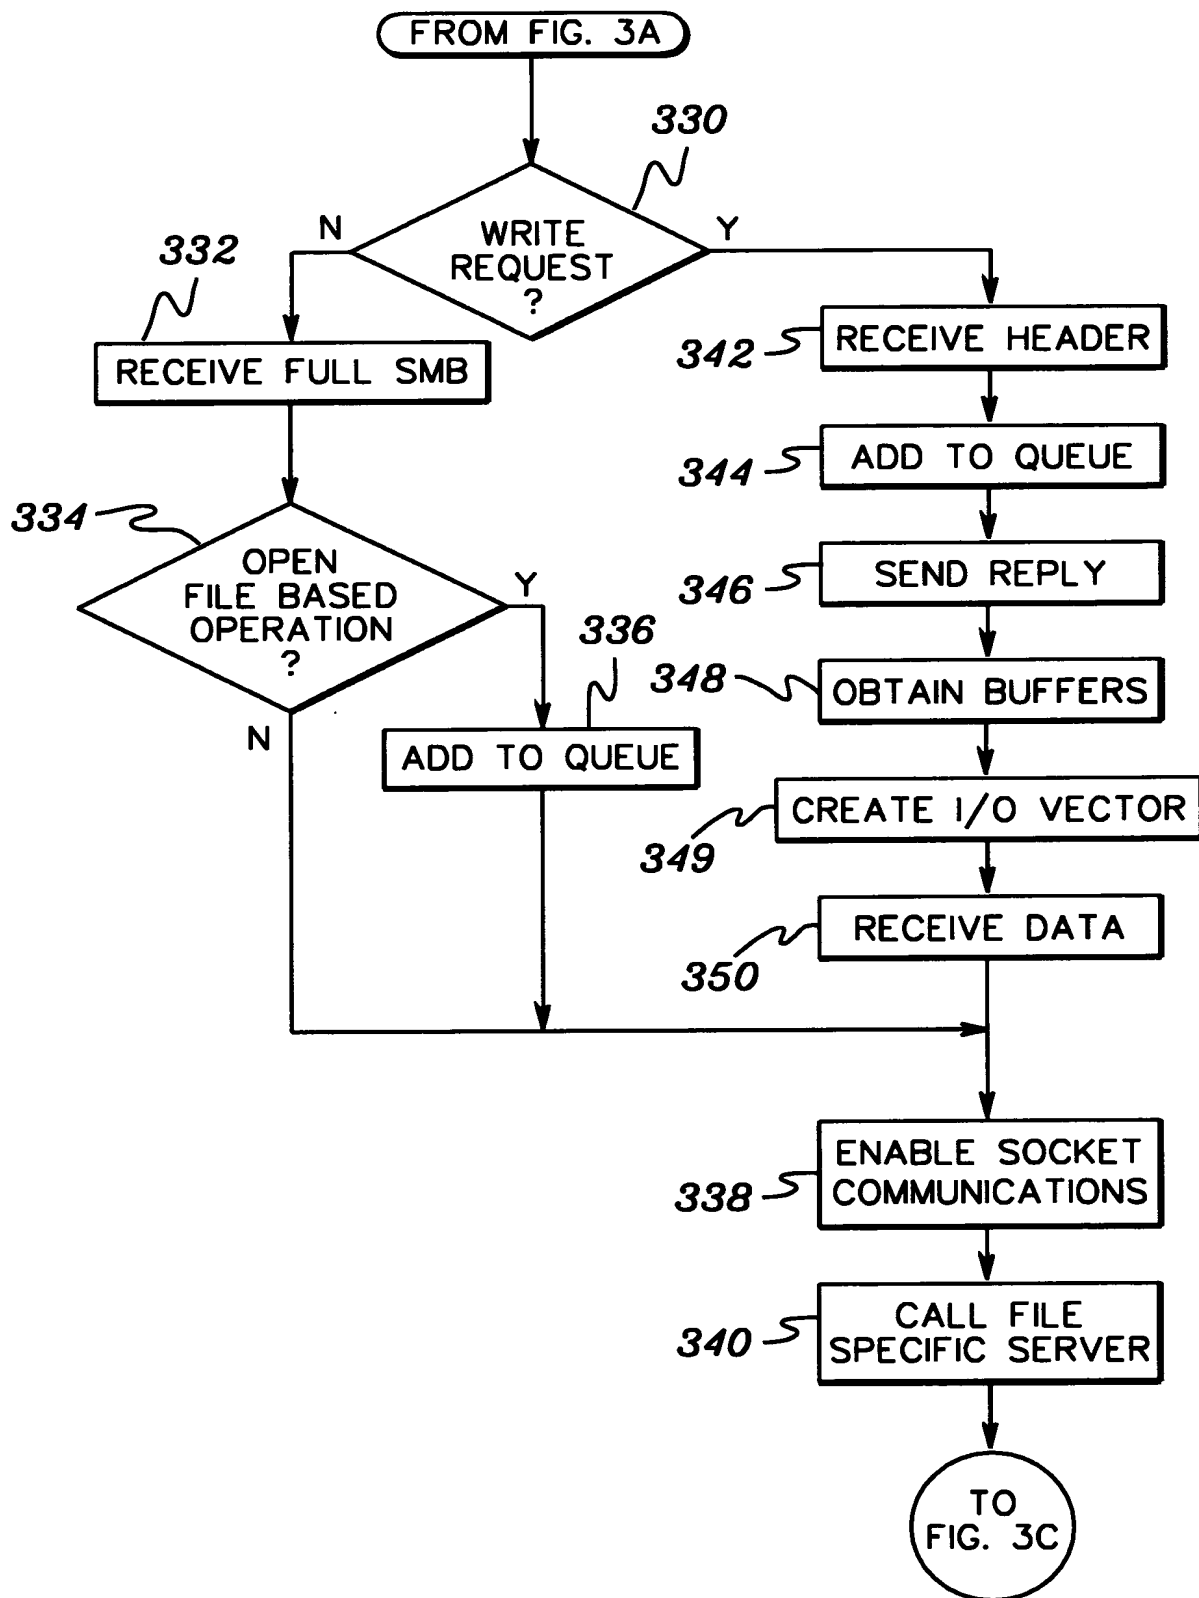 FROM FIG. 3A
330
WRITE
REQUEST
?
N
Y
332
RECEIVE FULL SMB
342
RECEIVE HEADER
344
ADD TO QUEUE
334
OPEN
FILE BASED
OPERATION
?
Y
N
336
ADD TO QUEUE
346
SEND REPLY
348
OBTAIN BUFFERS
349
CREATE I/O VECTOR
350
RECEIVE DATA
338
ENABLE SOCKET
COMMUNICATIONS
340
CALL FILE
SPECIFIC SERVER
TO
FIG. 3C